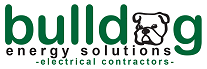 bulldog
energy solutions
-electrical contractors-